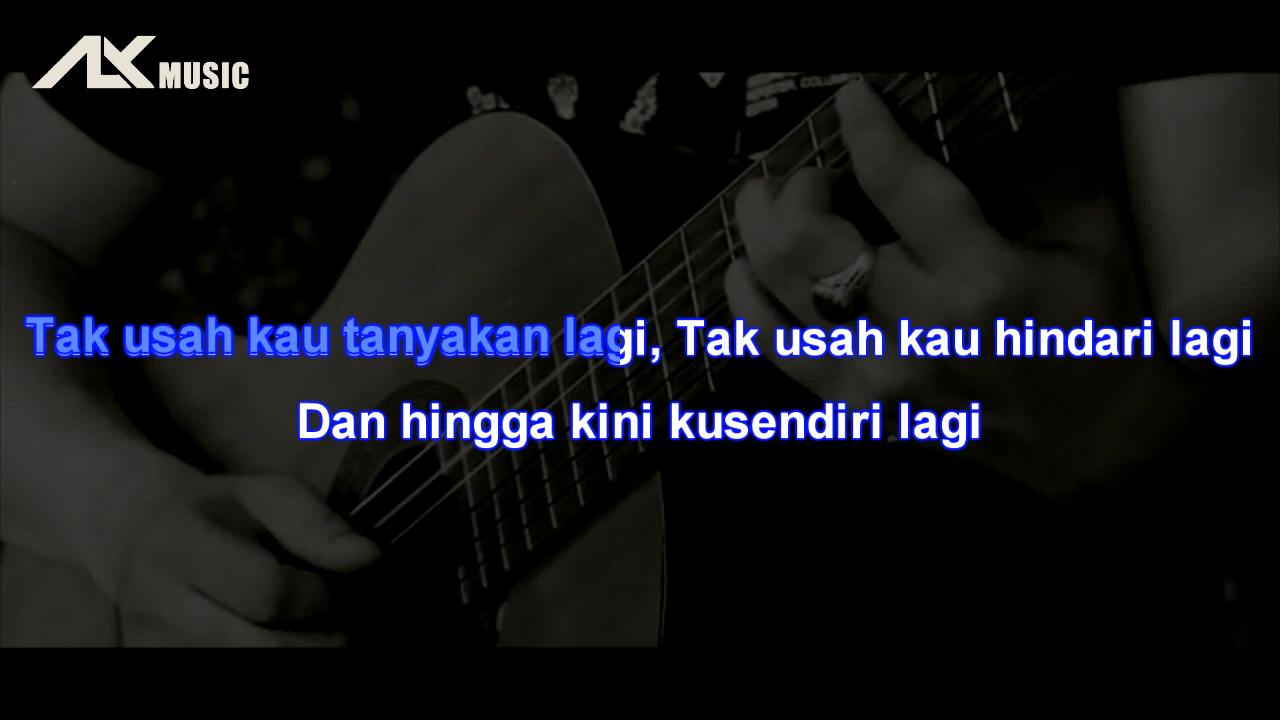 ALK MUSIC
Tak usah kau tanyakan lagi, Tak usah kau hindari lagi
Dan hingga kini kusendiri lagi